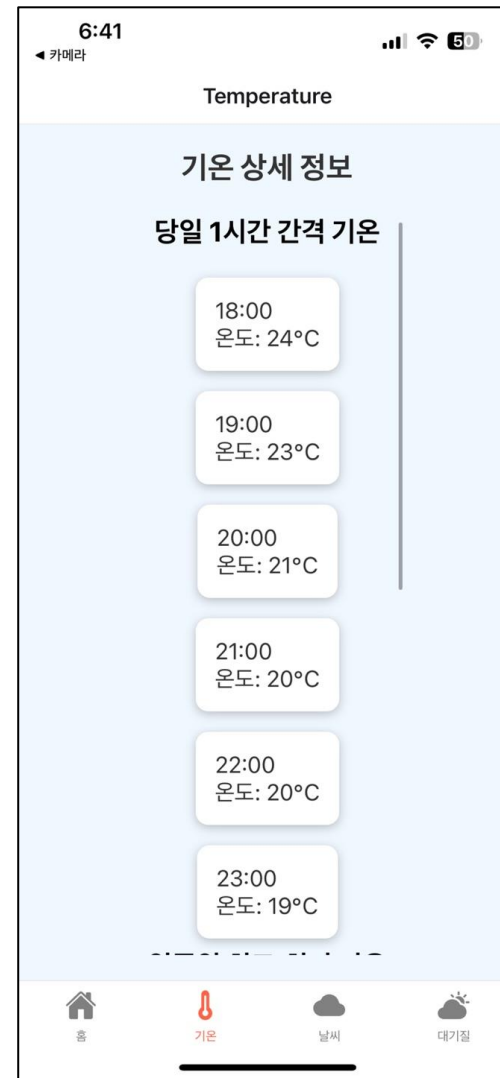 6:41
50
◀ 카메라
Temperature
기온 상세 정보
당일 1시간 간격 기온
18:00
온도: 24°C
19:00
온도: 23°C
20:00
온도: 21°C
21:00
온도: 20°C
22:00
온도: 20°C
23:00
온도: 19°C
홈
기온
날씨
대기질